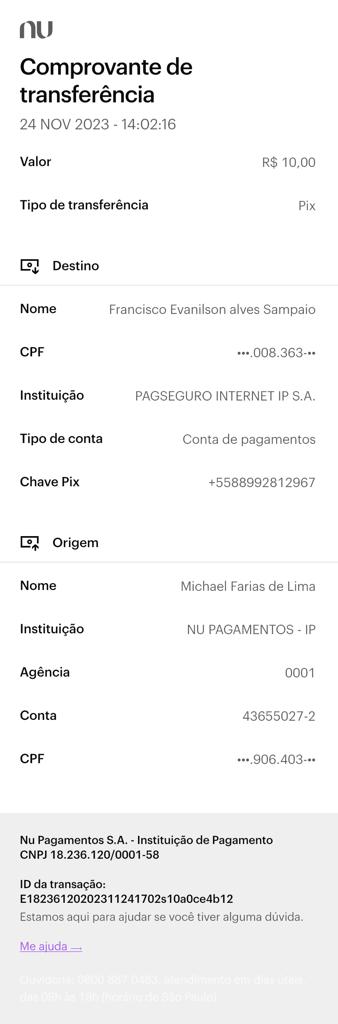 nu
Comprovante de
transferência
24 NOV 2023 - 14:02:16
Valor R$ 10,00
Tipo de transferência Pix
Destino
Nome Francisco Evanilson alves Sampaio
CPF •••.008.363-••
Instituição PAGSEGURO INTERNET IP S.A.
Tipo de conta Conta de pagamentos
Chave Pix +5588992812967
Origem
Nome Michael Farias de Lima
Instituição NU PAGAMENTOS - IP
Agência 0001
Conta 43655027-2
CPF •••.906.403-••
Nu Pagamentos S.A. - Instituição de Pagamento
CNPJ 18.236.120/0001-58
ID da transação:
E18236120202311241702s10a0ce4b12
Estamos aqui para ajudar se você tiver alguma dúvida.
Me ajuda →
Ouvidoria: 0800 887 0463, atendimento em dias úteis
das 09h às 18h (horário de São Paulo).